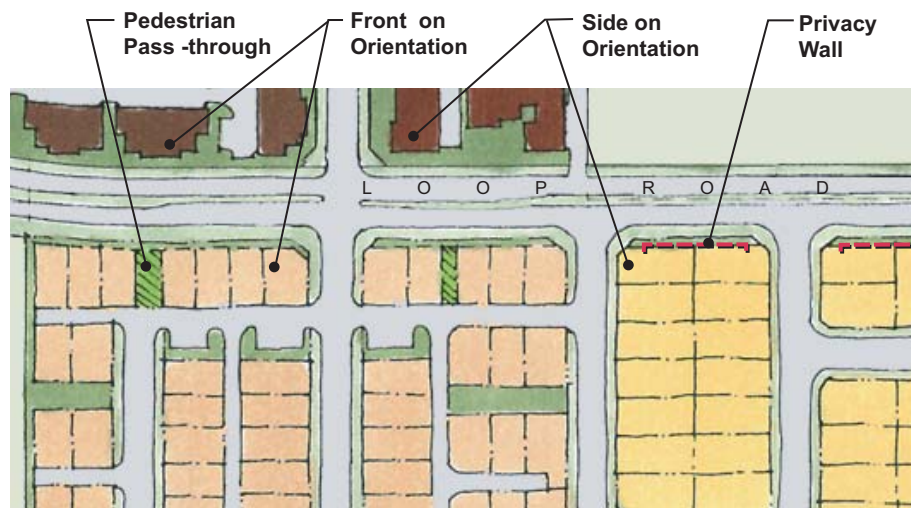 Pedestrian
Pass -through
Front on
Orientation
Side on
Orientation
Privacy
Wall
L O O P R O A D